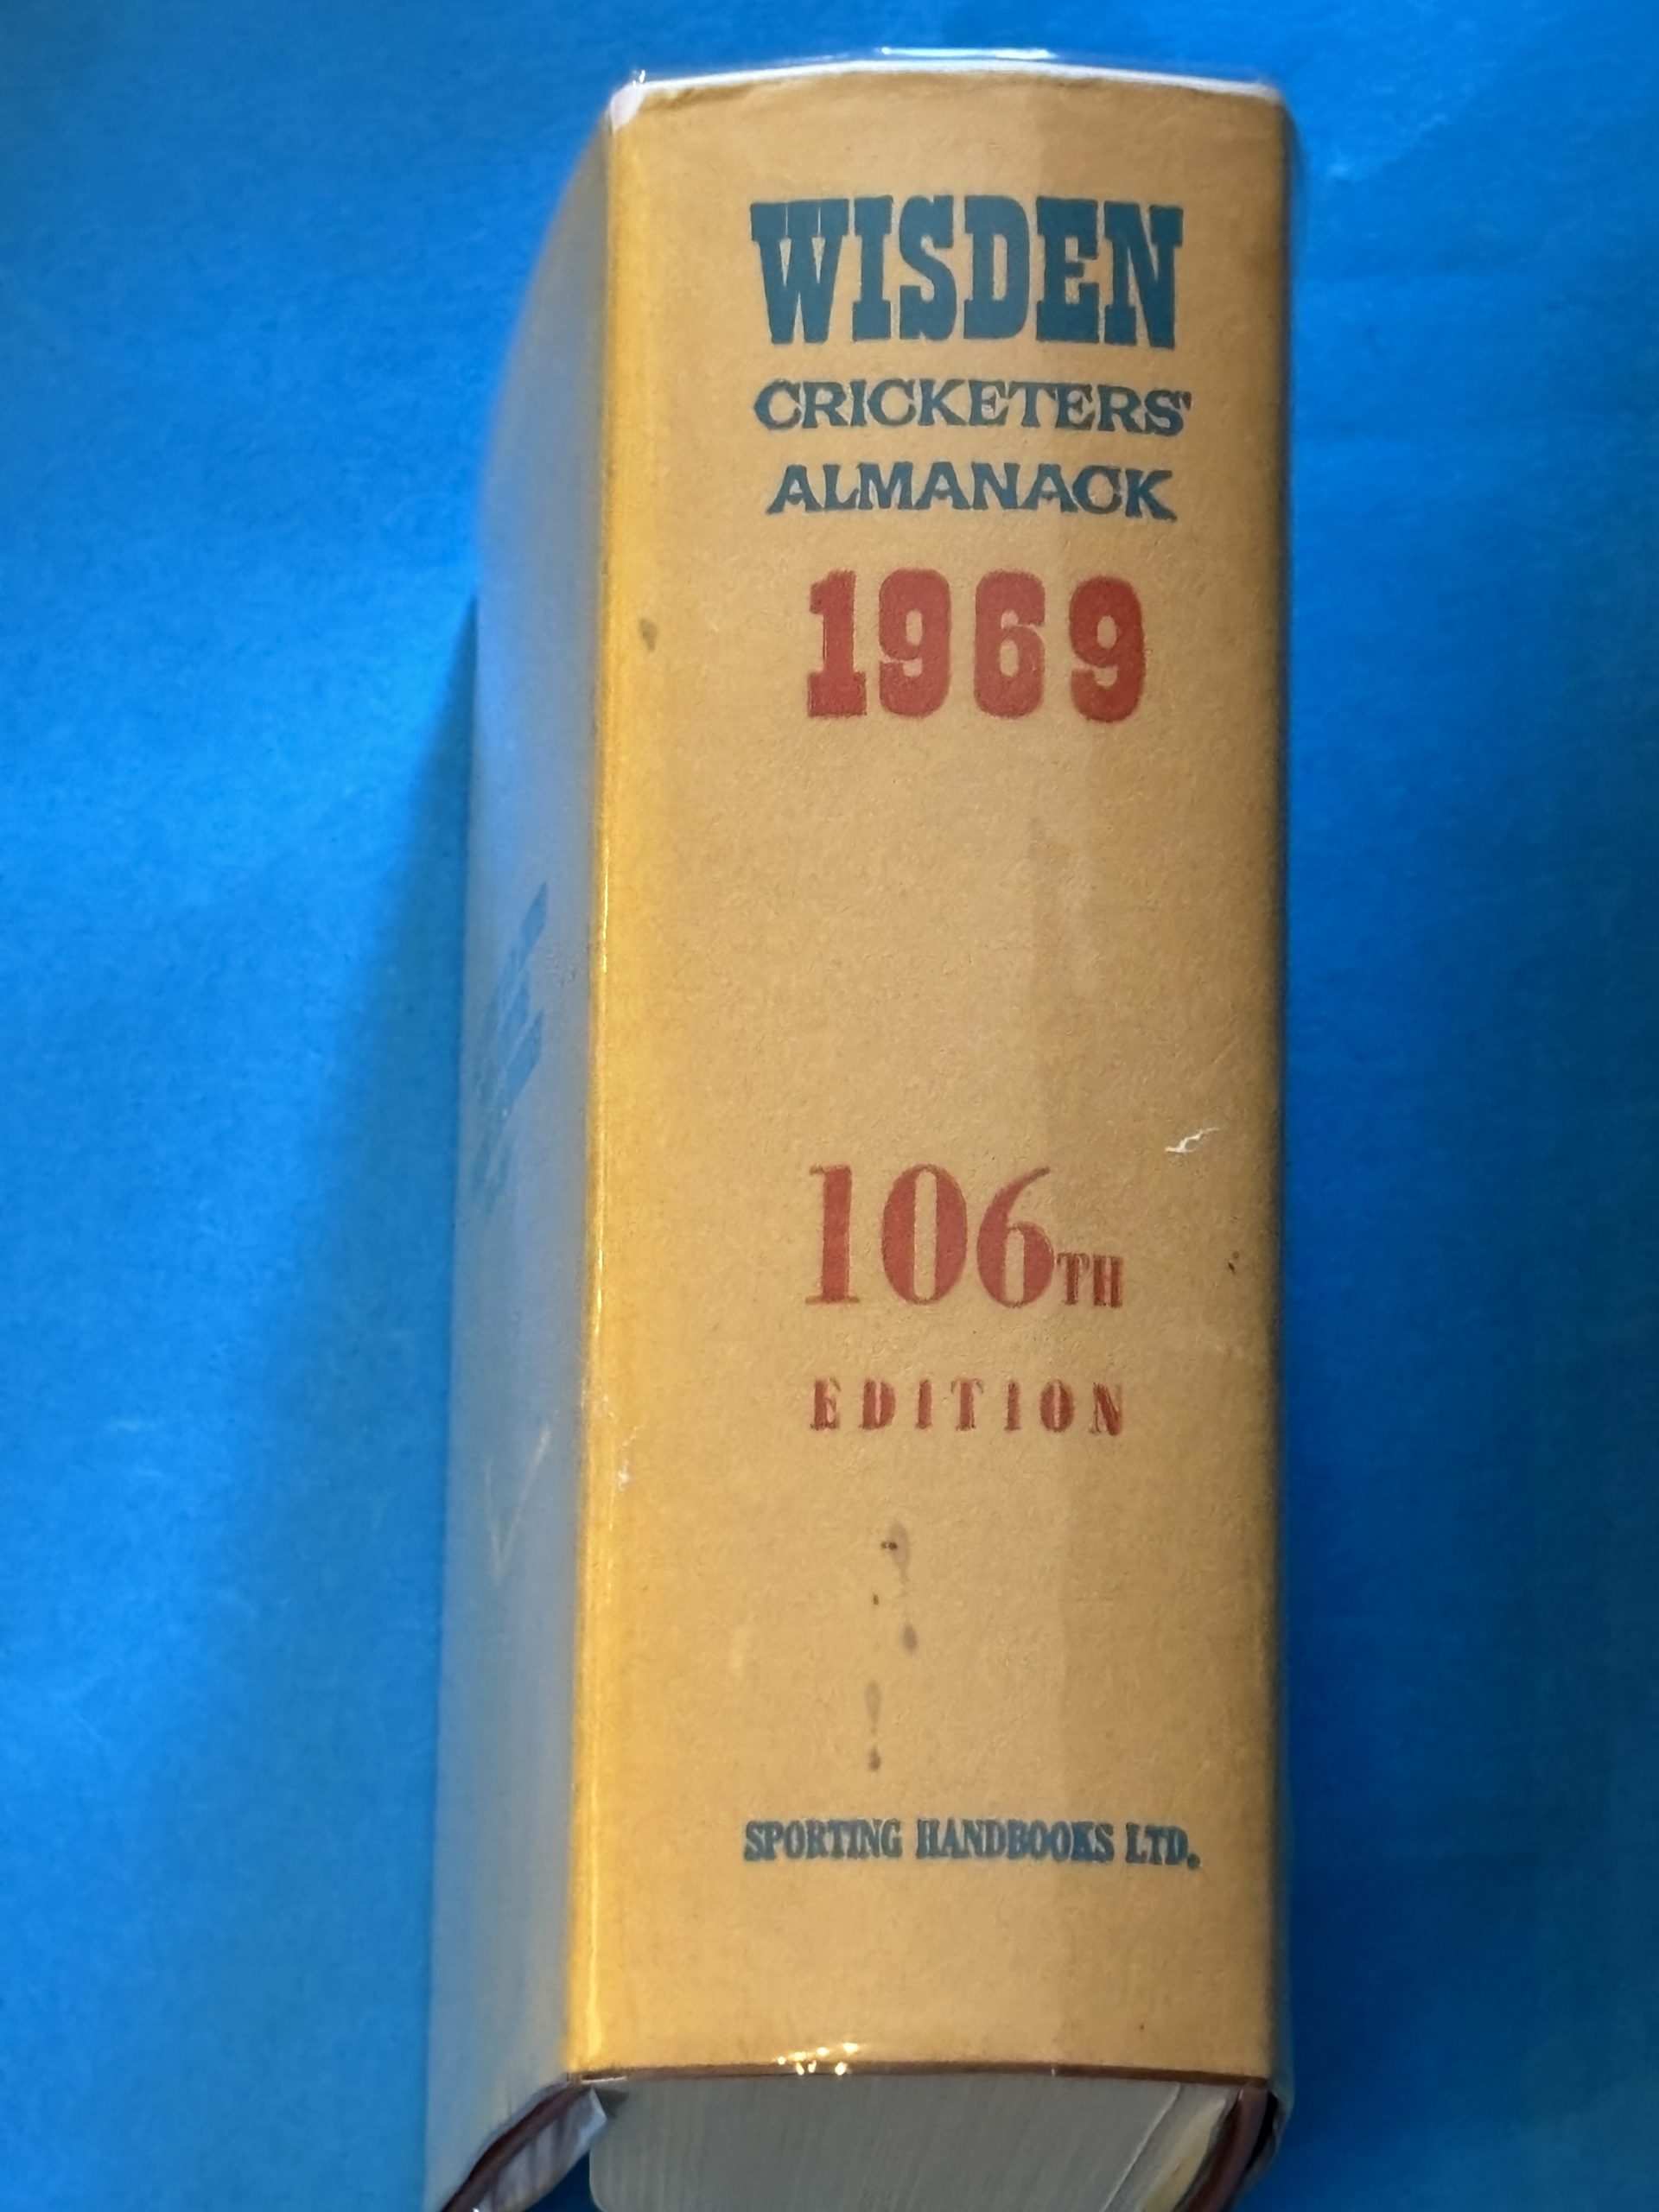 WISDEN
CRICKETERS'
ALMANACK
1969
106TH
EDITION
SPORTING HANDBOOKS LTD.